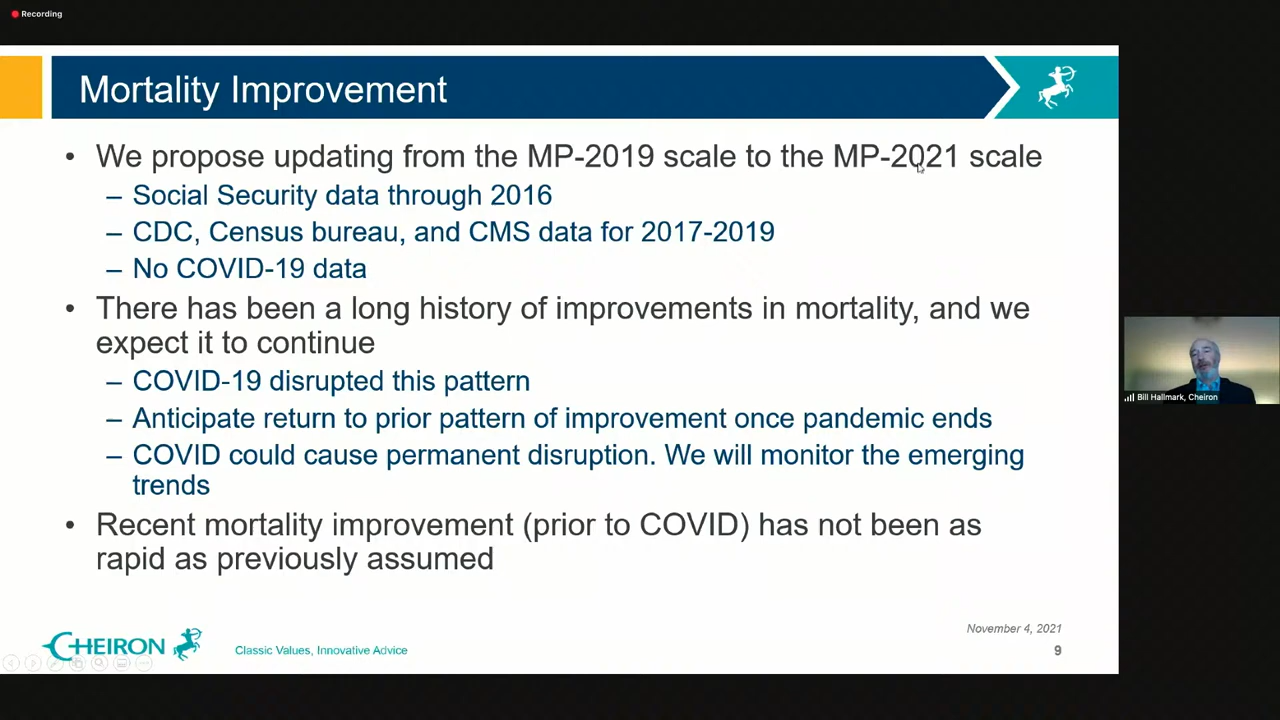 Recording
Mortality Improvement
• We propose updating from the MP-2019 scale to the MP-2021 scale
– Social Security data through 2016
– CDC, Census bureau, and CMS data for 2017-2019
– No COVID-19 data
• There has been a long history of improvements in mortality, and we
expect it to continue
– COVID-19 disrupted this pattern
– Anticipate return to prior pattern of improvement once pandemic ends
– COVID could cause permanent disruption. We will monitor the emerging
trends
• Recent mortality improvement (prior to COVID) has not been as
rapid as previously assumed
Bill Hallmark, Cheiron
November 4, 2021
CHEIRON
Classic Values, Innovative Advice
9